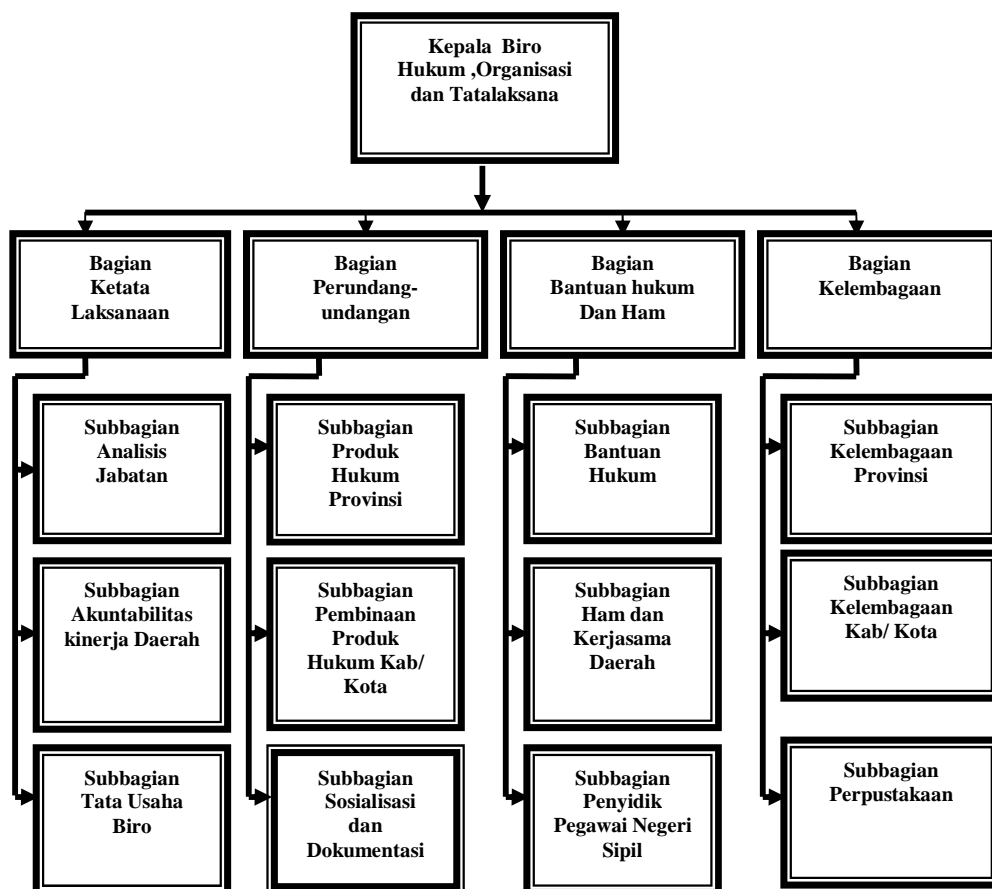 Kepala Biro
Hukum ,Organisasi
dan Tatalaksana
Bagian
Ketata
Laksanaan
Bagian
Perundang-
undangan
Bagian
Bantuan hukum
Dan Ham
Bagian
Kelembagaan
Subbagian
Analisis
Jabatan
Subbagian
Produk
Hukum
Provinsi
Subbagian
Bantuan
Hukum
Subbagian
Kelembagaan
Provinsi
Subbagian
Akuntabilitas
kinerja Daerah
Subbagian
Pembinaan
Produk
Hukum Kab/
Kota
Subbagian
Ham dan
Kerjasama
Daerah
Subbagian
Kelembagaan
Kab/ Kota
Subbagian
Tata Usaha
Biro
Subbagian
Sosialisasi
dan
Dokumentasi
Subbagian
Penyidik
Pegawai Negeri
Sipil
Subbagian
Perpustakaan